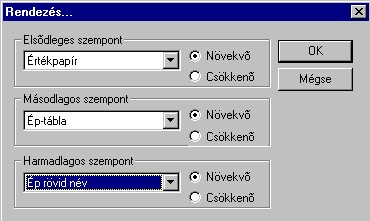 Rendezés...
Elsődleges szempont
Értékpapír
Növekvő
Csökkenő
OK
Mégse
Másodlagos szempont
Ép-tábla
Növekvő
Csökkenő
Harmadlagos szempont
Ép rövid név
Növekvő
Csökkenő